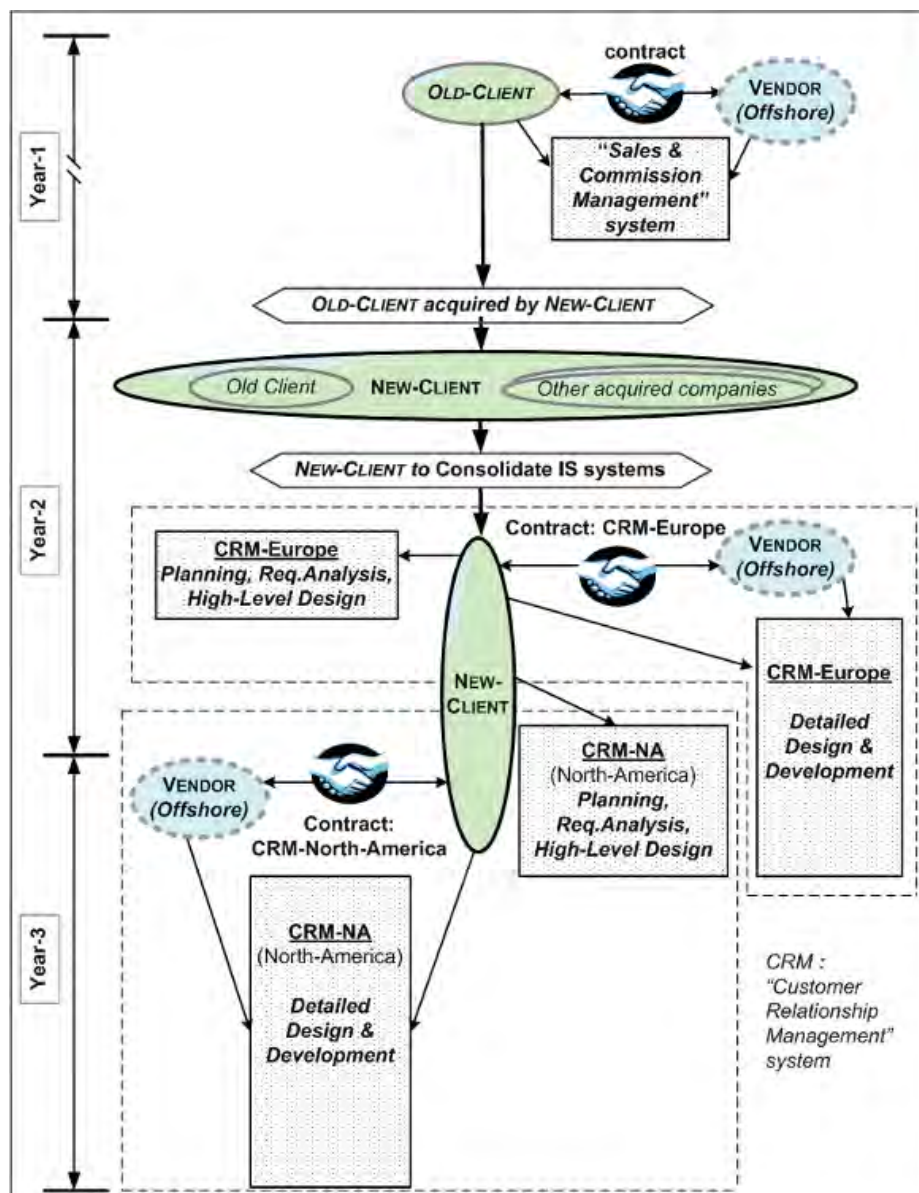 contract
OLD-CLIENT
VENDOR
(Offshore)
“Sales &
Commission
Management”
system
Year-1
OLD-CLIENT acquired by NEW-CLIENT
Old Client
NEW-CLIENT
Other acquired companies
NEW-CLIENT to Consolidate IS systems
Year-2
Contract: CRM-Europe
CRM-Europe
Planning, Req.Analysis,
High-Level Design
VENDOR
(Offshore)
NEW-
CLIENT
CRM-Europe
Detailed
Design &
Development
CRM-NA
(North-America)
Planning,
Req.Analysis,
High-Level Design
VENDOR
(Offshore)
Contract:
CRM-North-America
Year-3
CRM-NA
(North-America)
Detailed
Design &
Development
CRM :
“Customer
Relationship
Management”
system